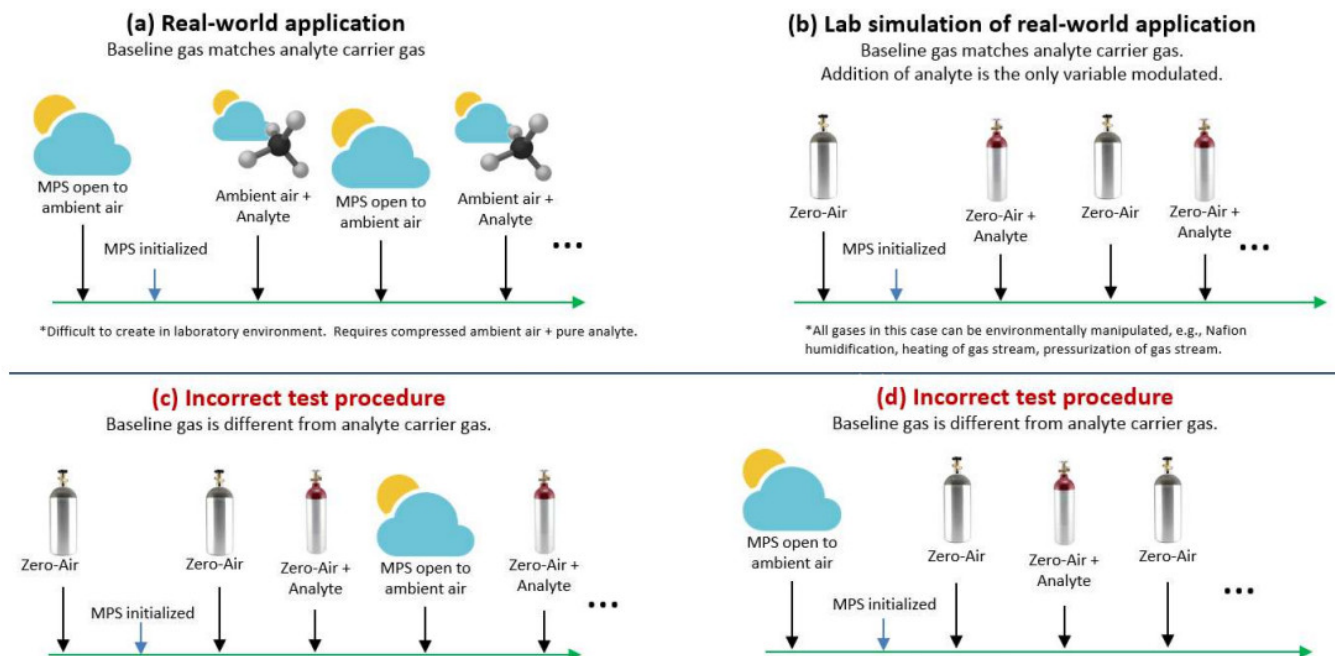 (a) Real-world application
Baseline gas matches analyte carrier gas
MPS open to
ambient air
Ambient air +
Analyte
MPS open to
ambient air
Ambient air +
Analyte
...
MPS initialized
*Difficult to create in laboratory environment. Requires compressed ambient air + pure analyte.
(b) Lab simulation of real-world application
Baseline gas matches analyte carrier gas.
Addition of analyte is the only variable modulated.
Zero-Air
Zero-Air +
Analyte
Zero-Air
Zero-Air +
Analyte
...
MPS initialized
*All gases in this case can be environmentally manipulated, e.g., Nafion
humidification, heating of gas stream, pressurization of gas stream.
(c) Incorrect test procedure
Baseline gas is different from analyte carrier gas.
Zero-Air
Zero-Air
Zero-Air +
Analyte
MPS open to
ambient air
Zero-Air +
Analyte
...
MPS initialized
(d) Incorrect test procedure
Baseline gas is different from analyte carrier gas.
MPS open to
ambient air
Zero-Air
Zero-Air +
Analyte
Zero-Air
...
MPS initialized